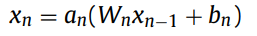 xₙ = aₙ(Wₙxₙ₋₁ + bₙ)